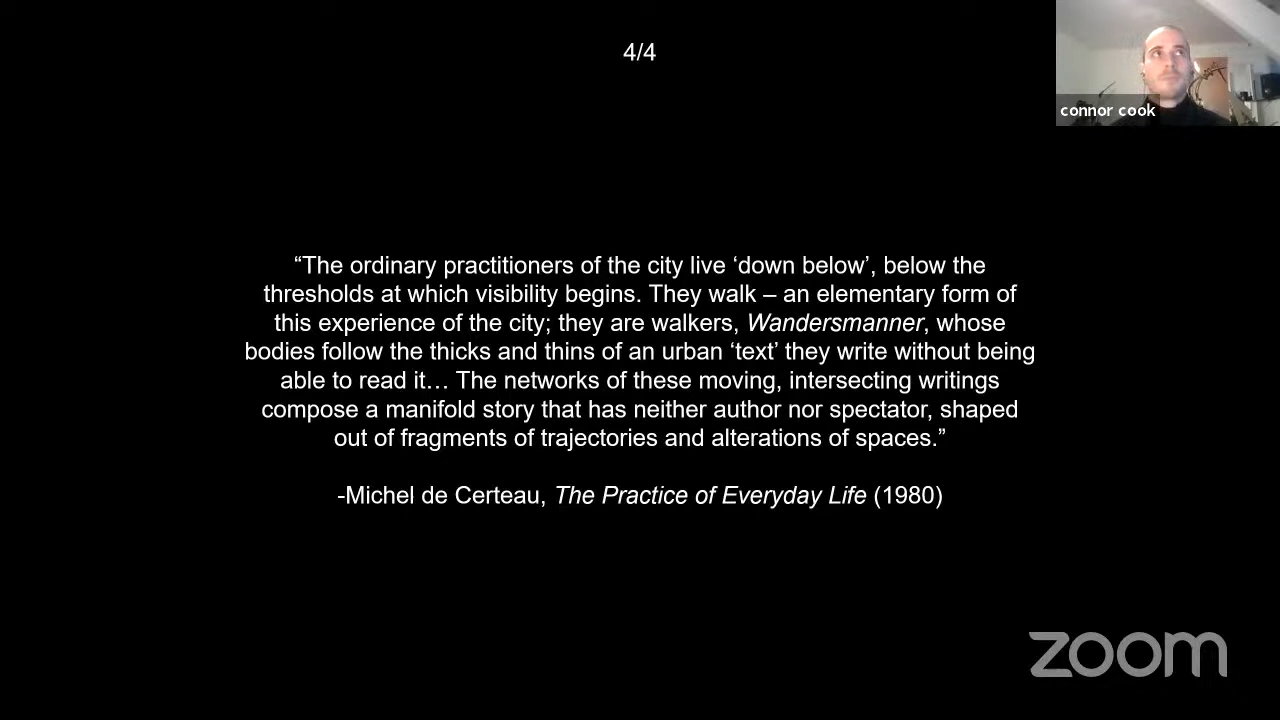 4/4
connor cook
“The ordinary practitioners of the city live ‘down below’, below the
thresholds at which visibility begins. They walk – an elementary form of
this experience of the city; they are walkers, Wandersmanner, whose
bodies follow the thicks and thins of an urban ‘text’ they write without being
able to read it… The networks of these moving, intersecting writings
compose a manifold story that has neither author nor spectator, shaped
out of fragments of trajectories and alterations of spaces.”
-Michel de Certeau, The Practice of Everyday Life (1980)
zoom